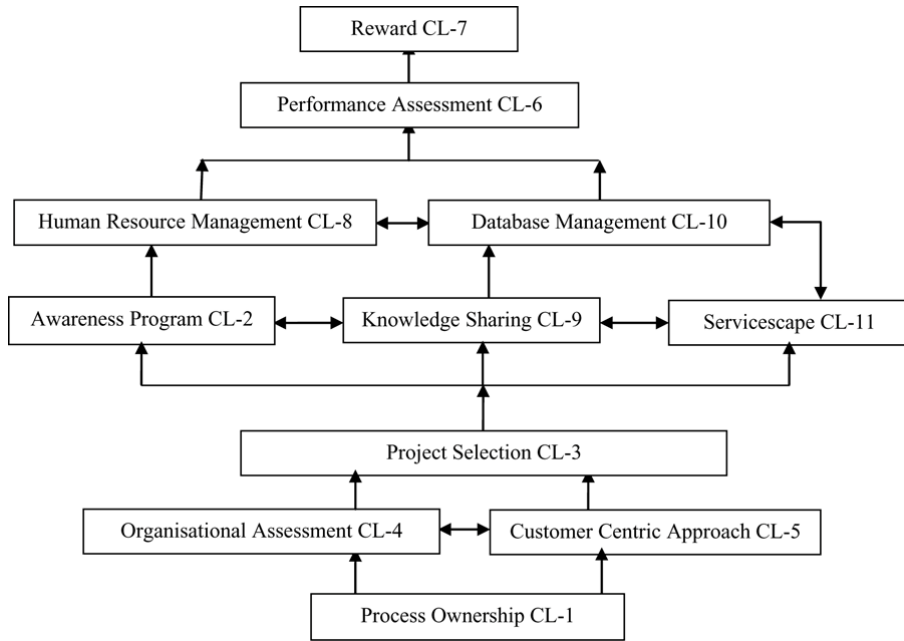 Reward CL-7
Performance Assessment CL-6
Human Resource Management CL-8
Database Management CL-10
Awareness Program CL-2
Knowledge Sharing CL-9
Servicescape CL-11
Project Selection CL-3
Organisational Assessment CL-4
Customer Centric Approach CL-5
Process Ownership CL-1